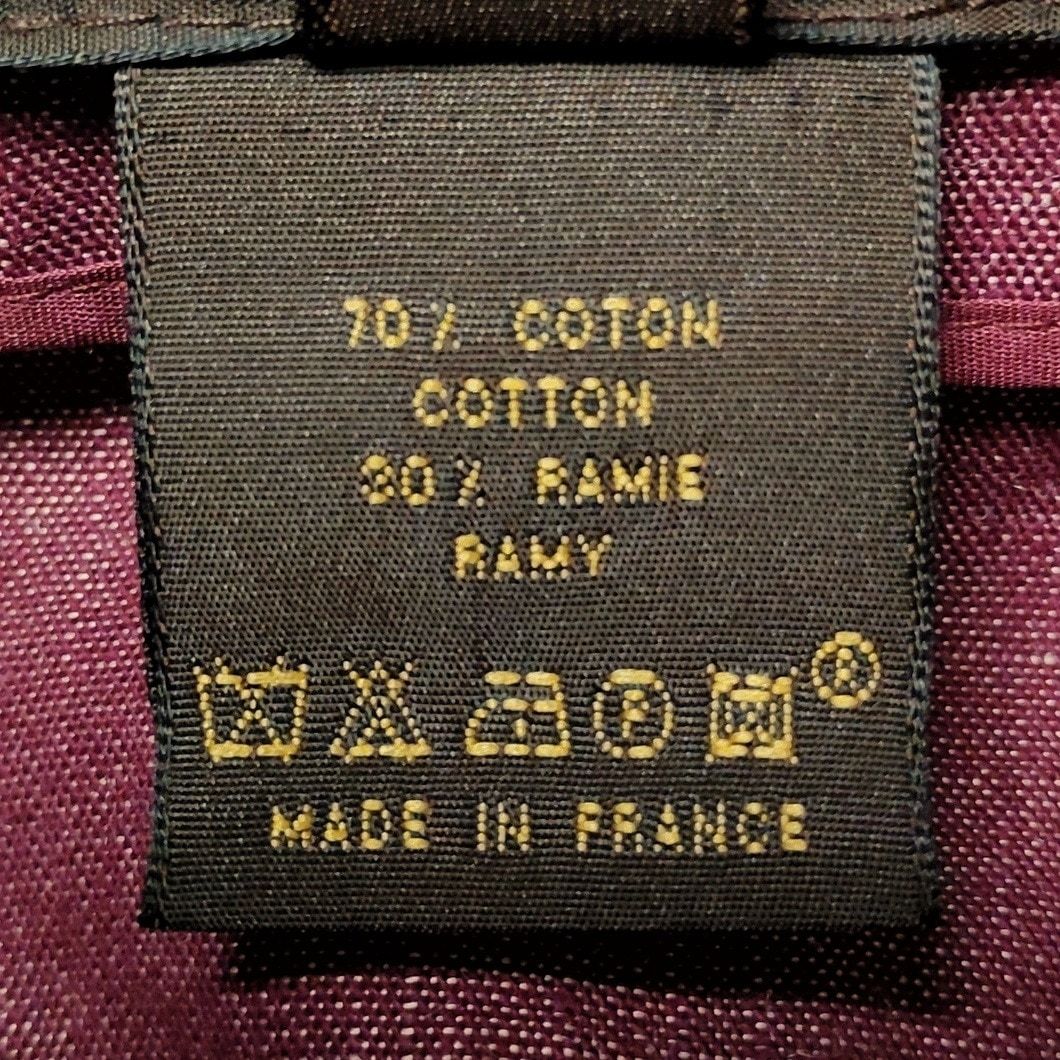 70% COTON
COTTON
30% RAMIE
RAMY
P ®
MADE IN FRANCE